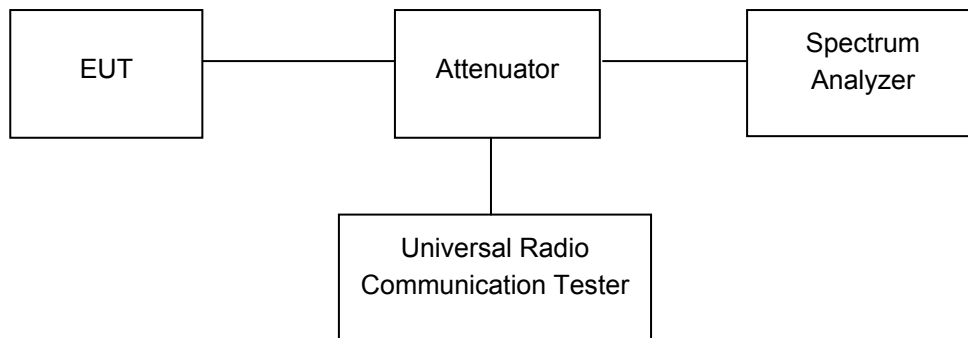 EUT
Attenuator
Spectrum
Analyzer
Universal Radio
Communication Tester